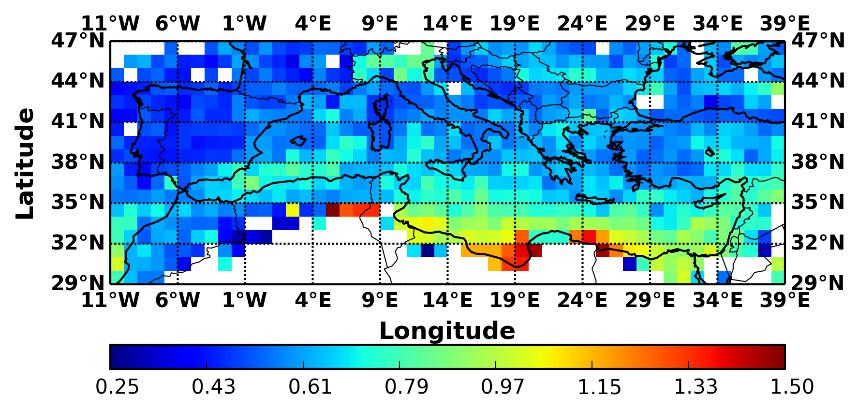 11°W 6°W 1°W 4°E 9°E 14°E 19°E 24°E 29°E 34°E 39°E
47°N 47°N
44°N 44°N
41°N 41°N
38°N 38°N
35°N 35°N
32°N 32°N
29°N 29°N
Latitude
11°W 6°W 1°W 4°E 9°E 14°E 19°E 24°E 29°E 34°E 39°E
Longitude
0.25 0.43 0.61 0.79 0.97 1.15 1.33 1.50